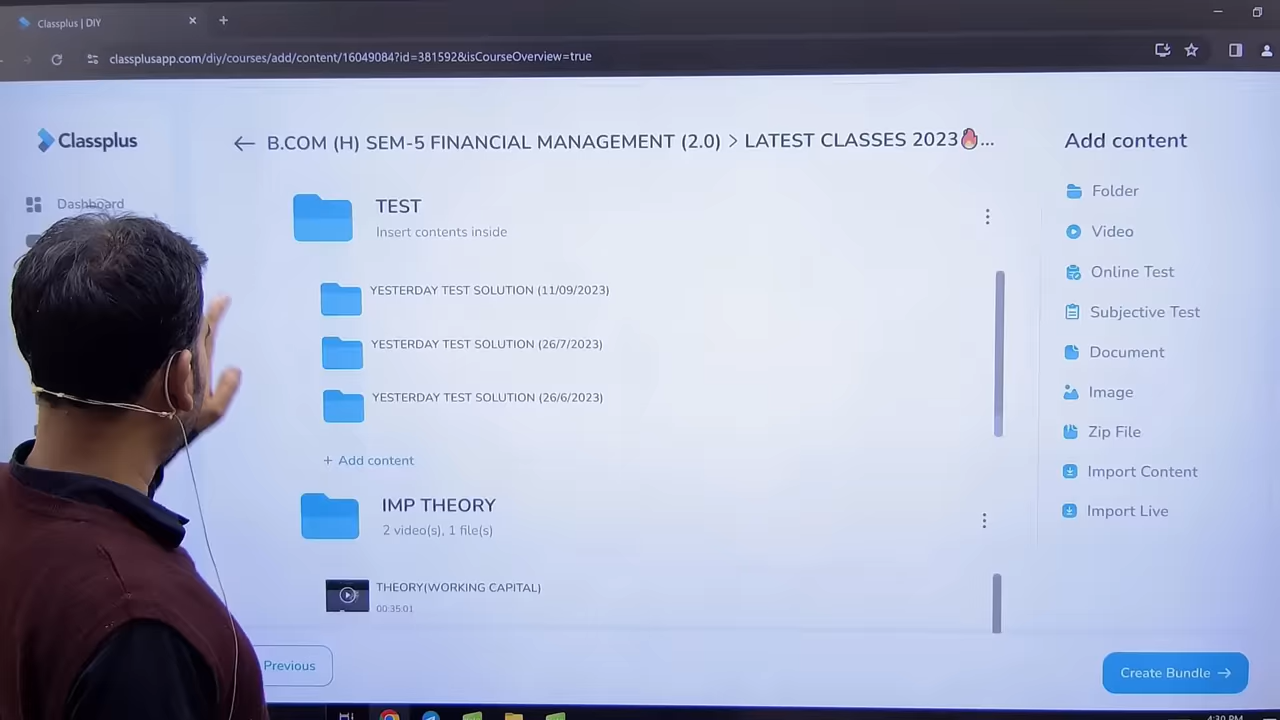 Classplus | DIY
classplusapp.com/diy/courses/add/content/16049084?id=381592&isCourseOverview=true
Classplus
B.COM (H) SEM-5 FINANCIAL MANAGEMENT (2.0) > LATEST CLASSES 2023🔥...
Add content
Dashboard
TEST
Insert contents inside
YESTERDAY TEST SOLUTION (11/09/2023)
YESTERDAY TEST SOLUTION (26/7/2023)
YESTERDAY TEST SOLUTION (26/6/2023)
+ Add content
IMP THEORY
2 video(s), 1 file(s)
THEORY(WORKING CAPITAL)
00:35:01
Folder
Video
Online Test
Subjective Test
Document
Image
Zip File
Import Content
Import Live
Previous
Create Bundle →
4:30 PM